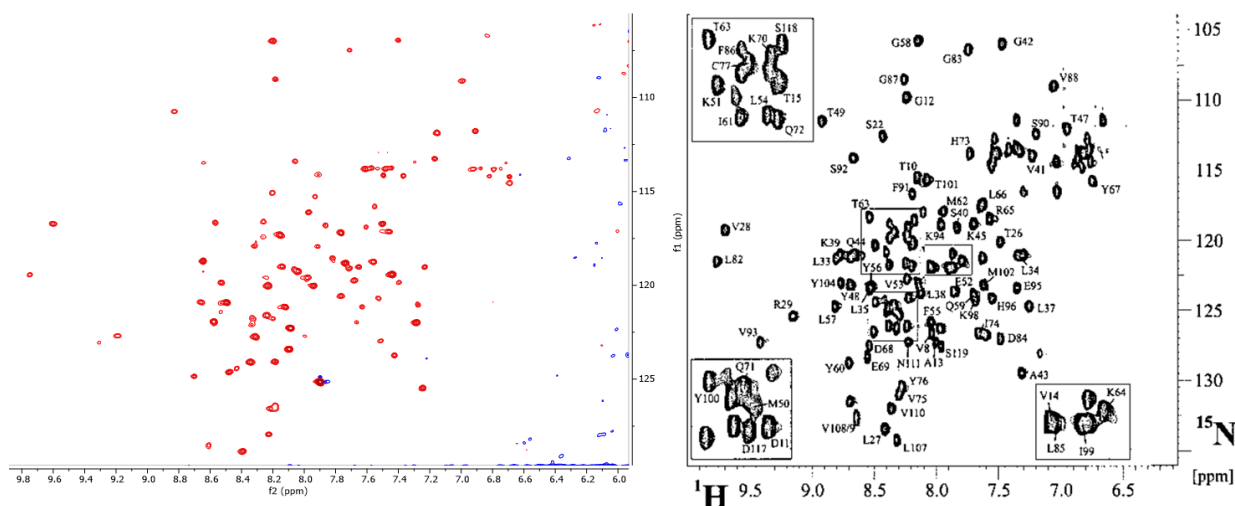 110
115
120
125
f1 (ppm)
9.8 9.6 9.4 9.2 9.0 8.8 8.6 8.4 8.2 8.0 7.8 7.6 7.4 7.2 7.0 6.8 6.6 6.4 6.2 6.0
f2 (ppm)
T63 K70 S118
F86
C77
K51 L54 T15
I61
Q72
G58 G42
G83
G87 V88
G12
T49
S22 S90 T47
H73
S92 V41
T10
T101 Y67
F91
M62 L66
T63 S40 R65
V28 K94 K45 T26
K39 Q44
L82 L33 Y56 L34
E52 M102
Y104 V53 E95
Y48 L38 Q59 H96
R29 L57 L35 K98 L37
F55 I74
V93 D68 V8 D84
S119
Y60 E69 N111 A13 A43
Q71 Y76
Y100 M50 V75 V14 K64
V110
V108/9
D117 D11 L27 L85 I99
L107
105
110
115
120
125
130
15 N
[ppm]
1H 9.5 9.0 8.5 8.0 7.5 7.0 6.5